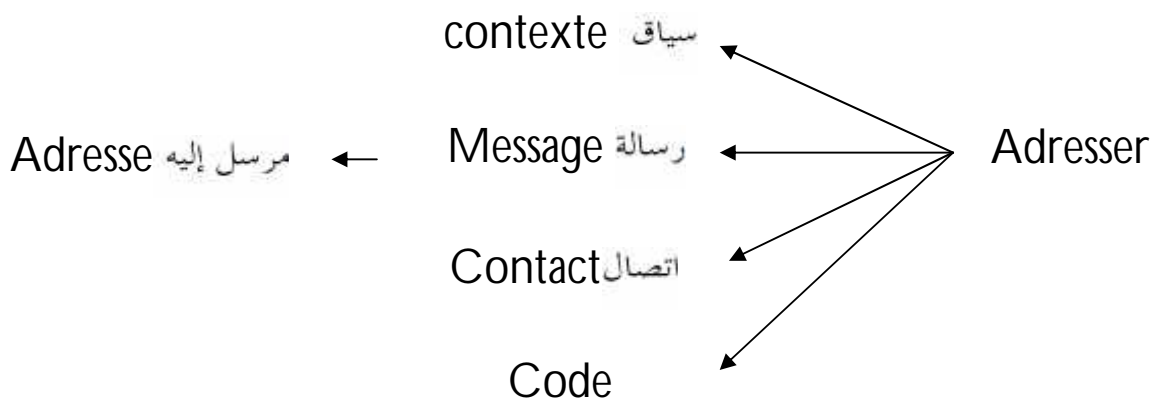 contexte سياق
Adresse مرسل إليه
Message رسالة
Adresser
Contact اتصال
Code